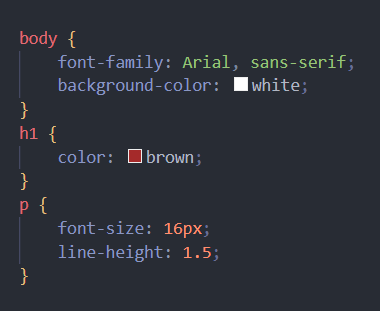 body {
    font-family: Arial, sans-serif;
    background-color: white;
}
h1 {
    color: brown;
}
p {
    font-size: 16px;
    line-height: 1.5;
}